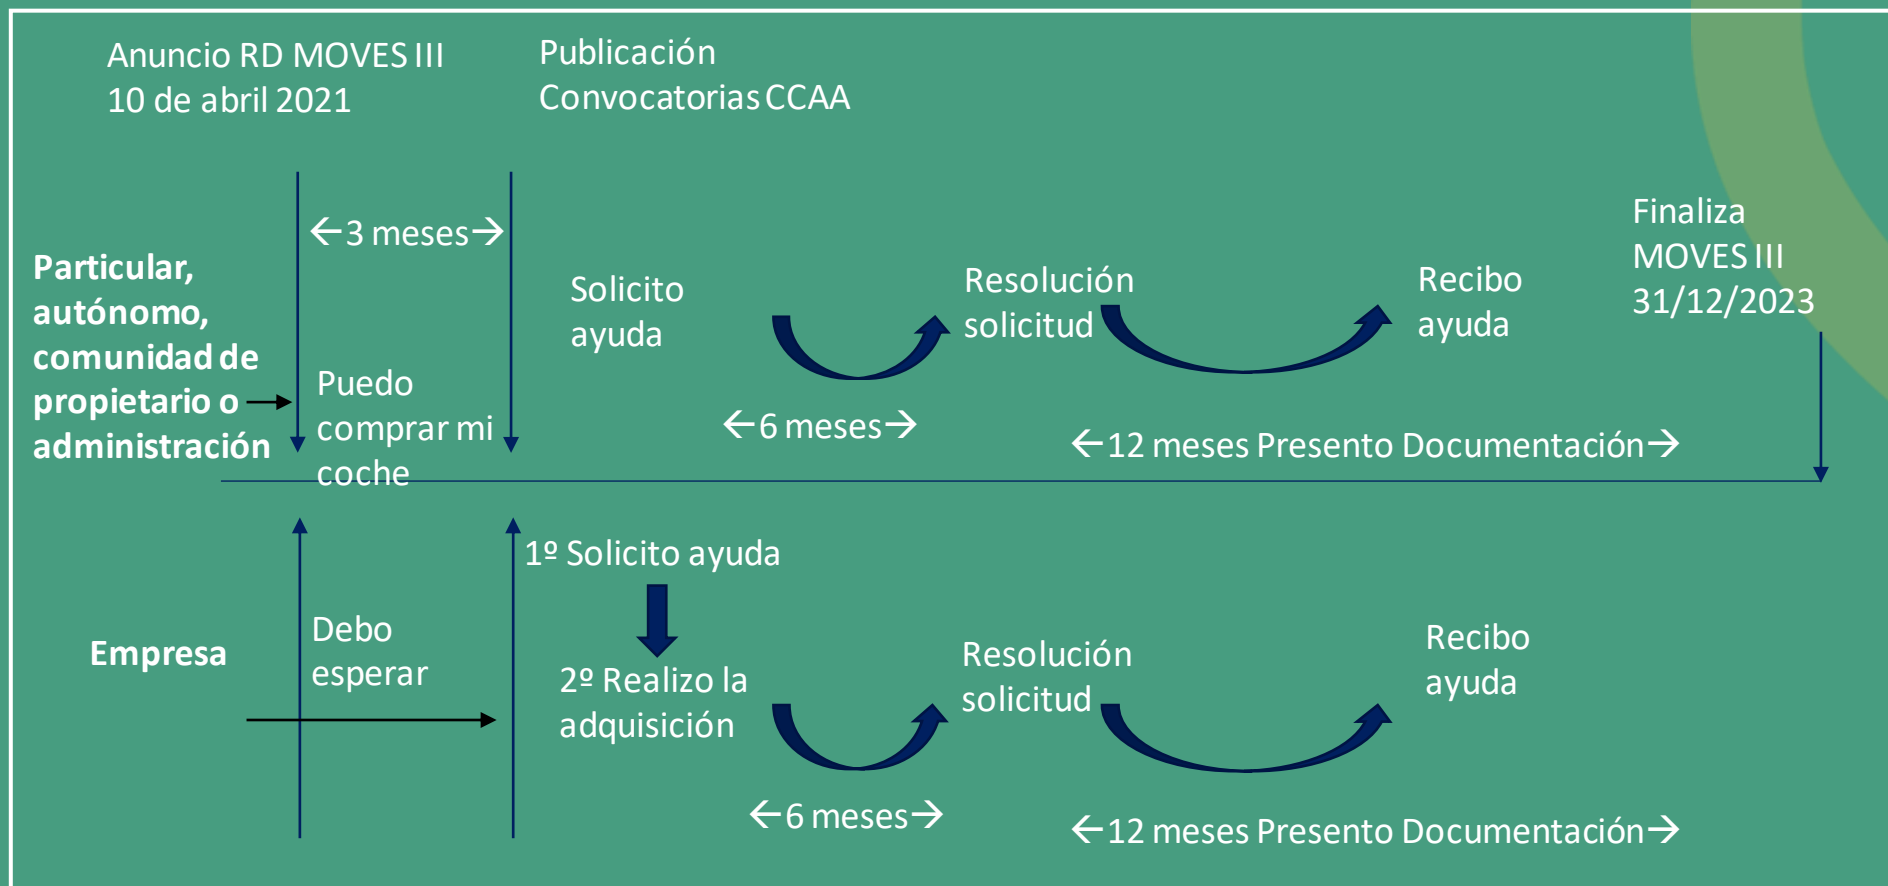 Anuncio RD MOVES III
10 de abril 2021
Publicación
Convocatorias CCAA
←3 meses→
Particular,
autónomo,
comunidad de
propietario o
administración
Puedo
comprar mi
coche
Solicito
ayuda
←6 meses→
Resolución
solicitud
←12 meses Presento Documentación→
Recibo
ayuda
Finaliza
MOVES III
31/12/2023
Empresa
Debo
esperar
1º Solicito ayuda
2º Realizo la
adquisición
←6 meses→
Resolución
solicitud
←12 meses Presento Documentación→
Recibo
ayuda